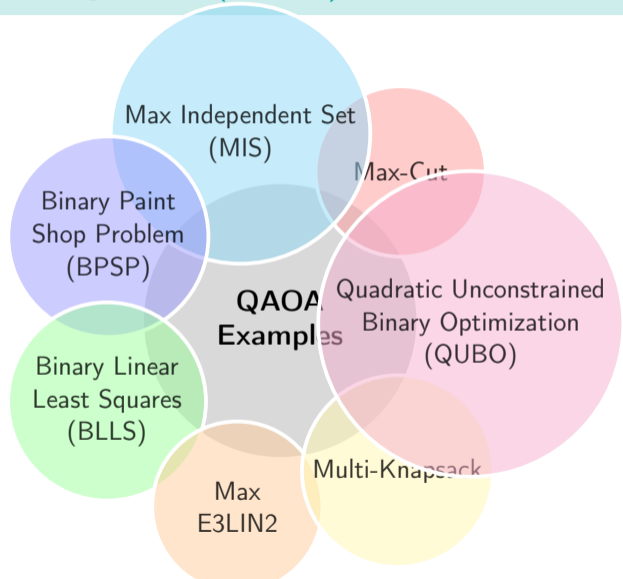 Max Independent Set
(MIS)
Max-Cut
Binary Paint
Shop Problem
(BPSP)
QAOA
Examples
Quadratic Unconstrained
Binary Optimization
(QUBO)
Binary Linear
Least Squares
(BLLS)
Multi-Knapsack
Max
E3LIN2